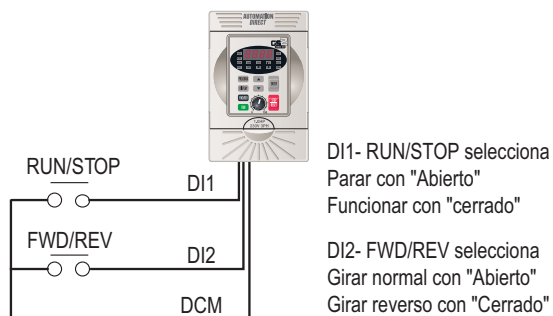 AUTOMATION
DIRECT
GS2
RUN/STOP
DI1
FWD/REV
DI2
DCM
DI1- RUN/STOP selecciona
Parar con "Abierto"
Funcionar con "cerrado"
DI2- FWD/REV selecciona
Girar normal con "Abierto"
Girar reverso con "Cerrado"